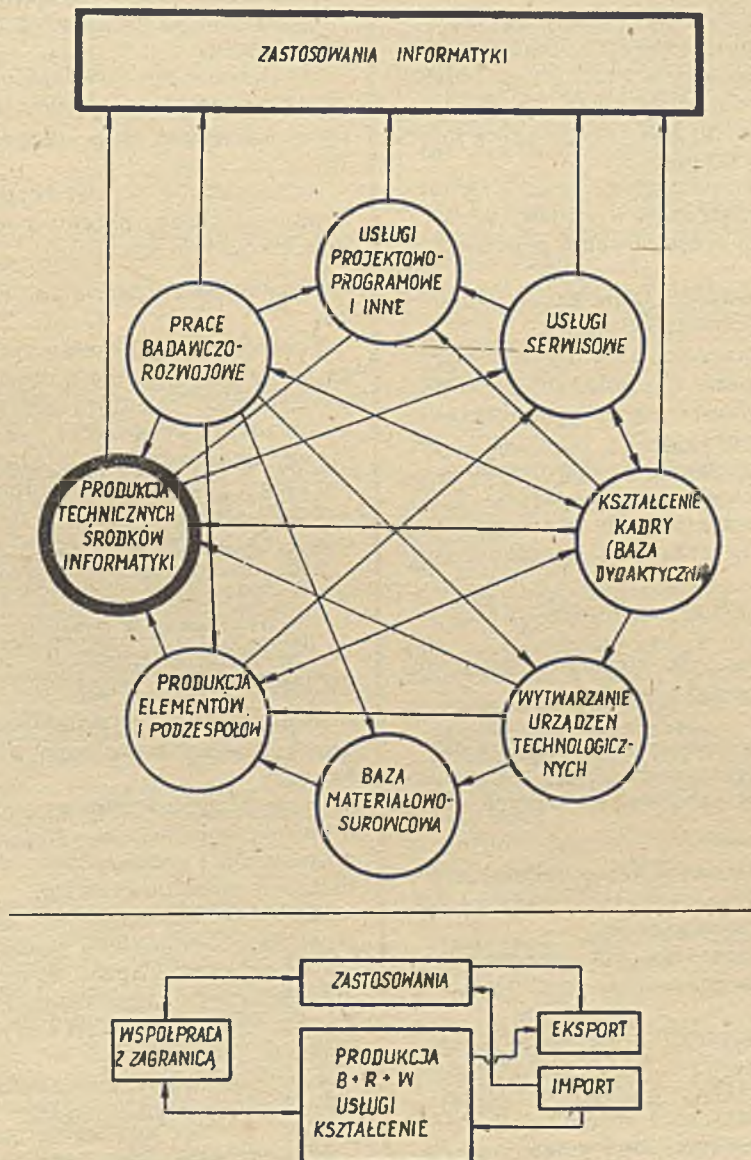 ZASTOSOWANIA INFORMATYKI
USŁUGI
PROJEKTOWO-
PROGRAMOWE
I INNE
PRACE
BADAWCZO-
ROZWOJOWE
USŁUGI
SERWISOWE
PRODUKCJA
TECHNICZNYCH
ŚRODKÓW
INFORMATYKI
KSZTAŁCENIE
KADRY
(BAZA
DYDAKTYCZNA
PRODUKCJA
ELEMENTÓW
I PODZESPOŁÓW
WYTWARZANIE
URZĄDZEŃ
TECHNOLOGICZ-
NYCH
BAZA
MATERIAŁOWO-
SUROWCOWA
ZASTOSOWANIA
WSPÓŁPRACA
Z ZAGRANICĄ
EKSPORT
PRODUKCJA
B+R+W
USŁUGI
KSZTAŁCENIE
IMPORT